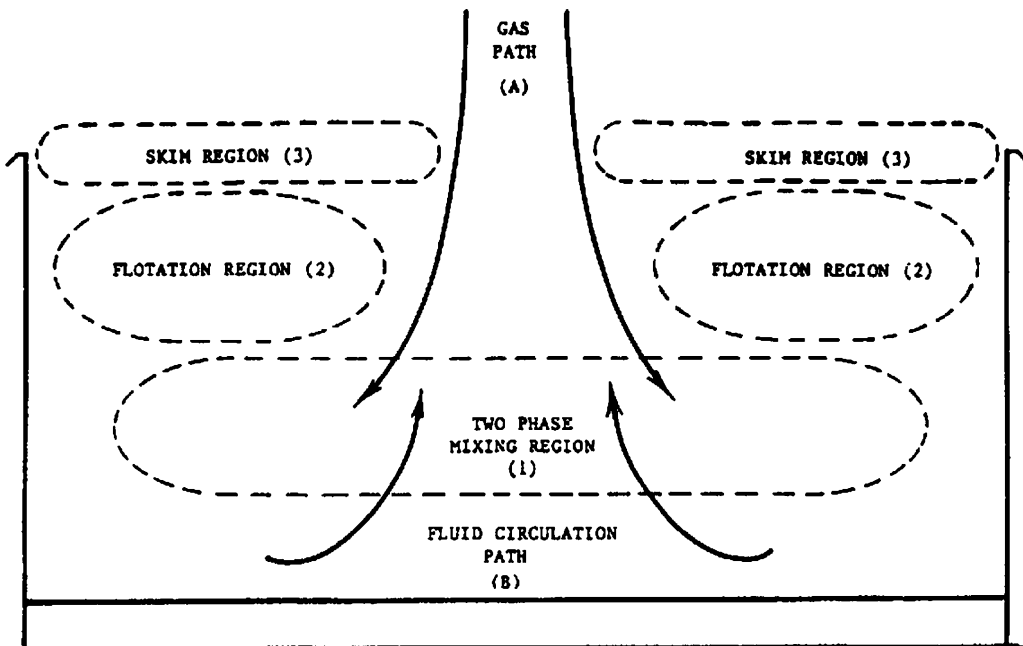 GAS
PATH
(A)
SKIM REGION (3)
SKIM REGION (3)
FLOTATION REGION (2)
FLOTATION REGION (2)
TWO PHASE
MIXING REGION
(1)
FLUID CIRCULATION
PATH
(B)